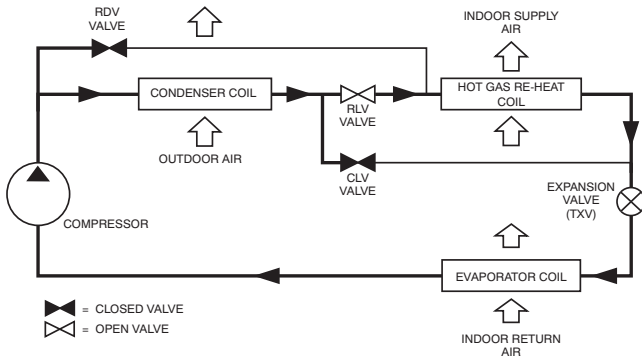 RDV
VALVE
INDOOR SUPPLY
AIR
CONDENSER COIL
RLV
VALVE
HOT GAS RE-HEAT
COIL
OUTDOOR AIR
CLV
VALVE
COMPRESSOR
EXPANSION
VALVE
(TXV)
EVAPORATOR COIL
= CLOSED VALVE
= OPEN VALVE
INDOOR RETURN
AIR